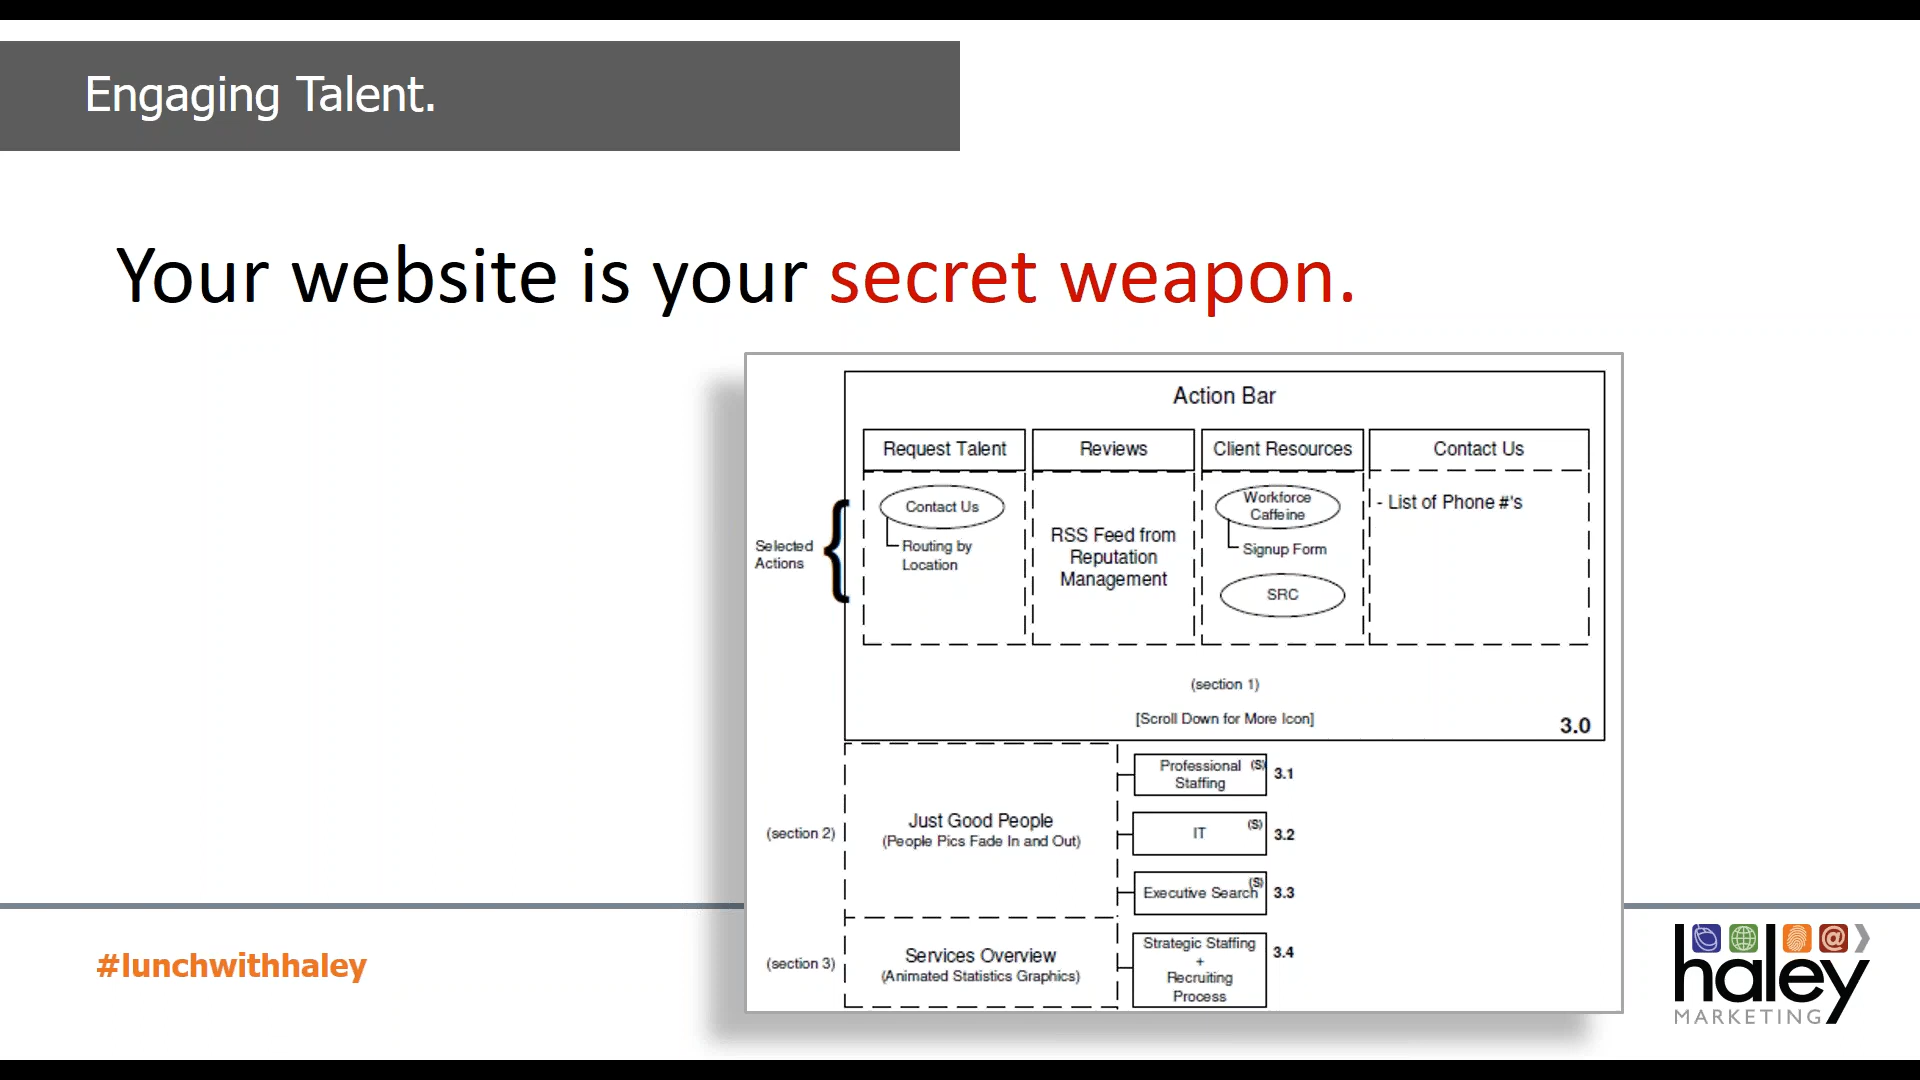 Engaging Talent.
Your website is your secret weapon.
Action Bar
Request Talent
Reviews
Client Resources
Contact Us
Selected
Actions
Contact Us
Routing by
Location
RSS Feed from
Reputation
Management
Workforce
Caffeine
Signup Form
SRC
- List of Phone #'s
(section 1)
[Scroll Down for More Icon]
3.0
(section 2)
Just Good People
(People Pics Fade In and Out)
Professional (S)
Staffing
3.1
IT (S)
3.2
Executive Search (S)
3.3
(section 3)
Services Overview
(Animated Statistics Graphics)
Strategic Staffing
+
Recruiting
Process
3.4
#lunchwithhaley
haley
MARKETING